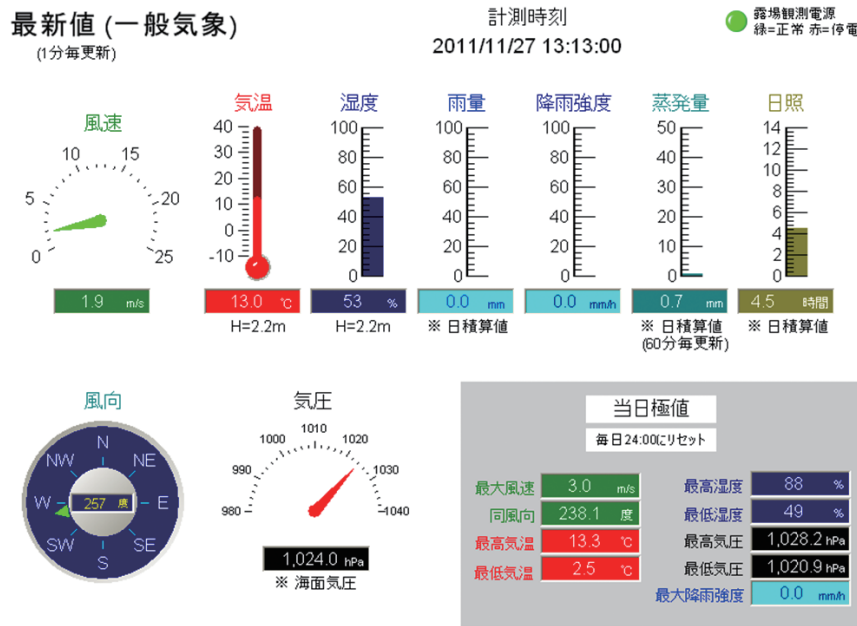 最新値 (一般気象)
(1分毎更新)
計測時刻
2011/11/27 13:13:00
露場観測電源
緑=正常 赤=停電
風速
0
5
10
15
20
25
1.9 m/s
気温
40
30
20
10
0
-10
13.0 ℃
H=2.2m
湿度
100
80
60
40
20
0
53 %
H=2.2m
雨量
100
80
60
40
20
0
0.0 mm
※ 日積算値
降雨強度
100
80
60
40
20
0
0.0 mm/h
蒸発量
50
40
30
20
10
0
0.7 mm
※ 日積算値
(60分毎更新)
日照
14
12
10
8
6
4
2
0
4.5 時間
※ 日積算値
風向
N
NE
E
SE
S
SW
W
NW
257 度
気圧
980
990
1000
1010
1020
1030
1040
1,024.0 hPa
※ 海面気圧
当日極値
毎日24:00にリセット
最大風速 3.0 m/s
同風向 238.1 度
最高気温 13.3 ℃
最低気温 2.5 ℃
最高湿度 88 %
最低湿度 49 %
最高気圧 1,028.2 hPa
最低気圧 1,020.9 hPa
最大降雨強度 0.0 mm/h